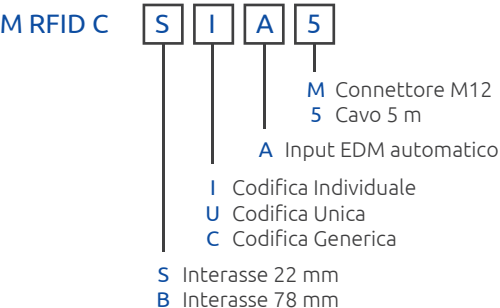 M RFID C S I A 5
M Connettore M12
5 Cavo 5 m
A Input EDM automatico
I Codifica Individuale
U Codifica Unica
C Codifica Generica
S Interasse 22 mm
B Interasse 78 mm